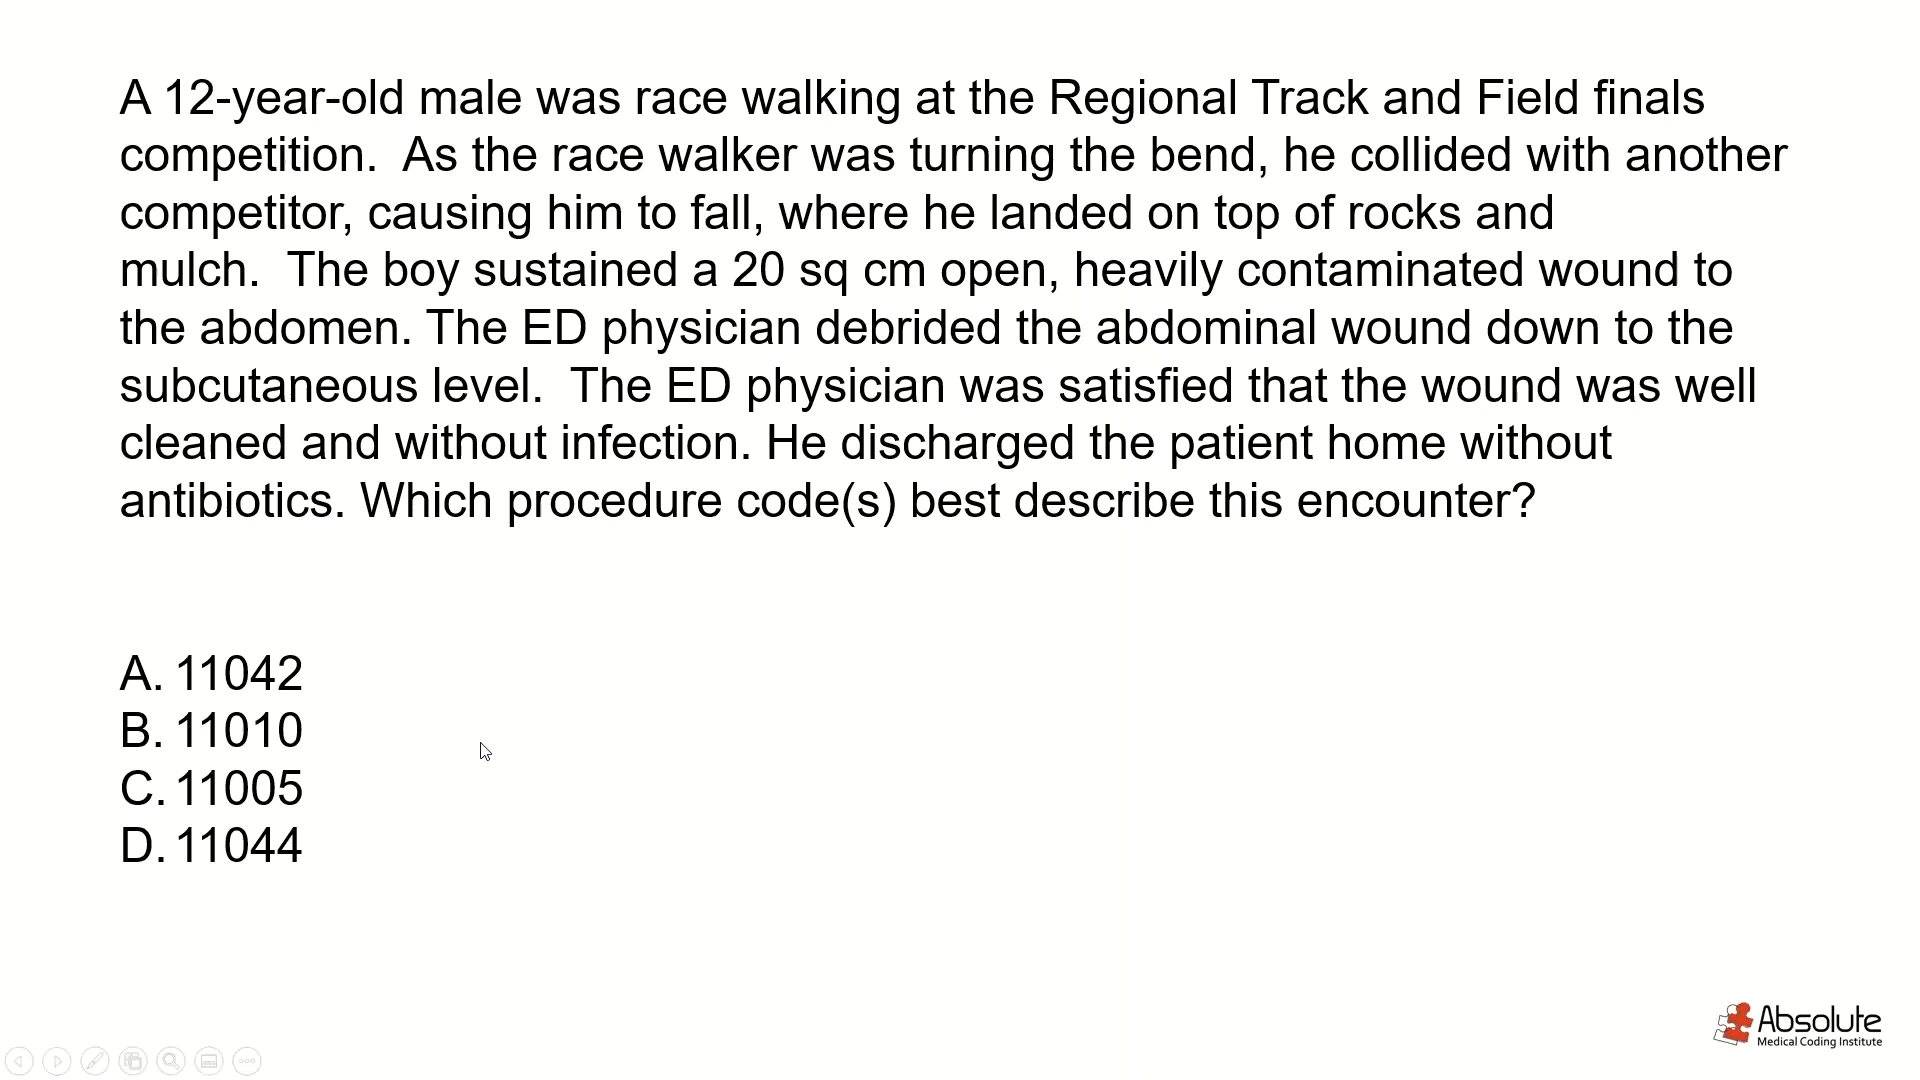 A 12-year-old male was race walking at the Regional Track and Field finals
competition.  As the race walker was turning the bend, he collided with another
competitor, causing him to fall, where he landed on top of rocks and
mulch.  The boy sustained a 20 sq cm open, heavily contaminated wound to
the abdomen. The ED physician debrided the abdominal wound down to the
subcutaneous level.  The ED physician was satisfied that the wound was well
cleaned and without infection. He discharged the patient home without
antibiotics. Which procedure code(s) best describe this encounter?
A. 11042
B. 11010
C. 11005
D. 11044
Absolute
Medical Coding Institute